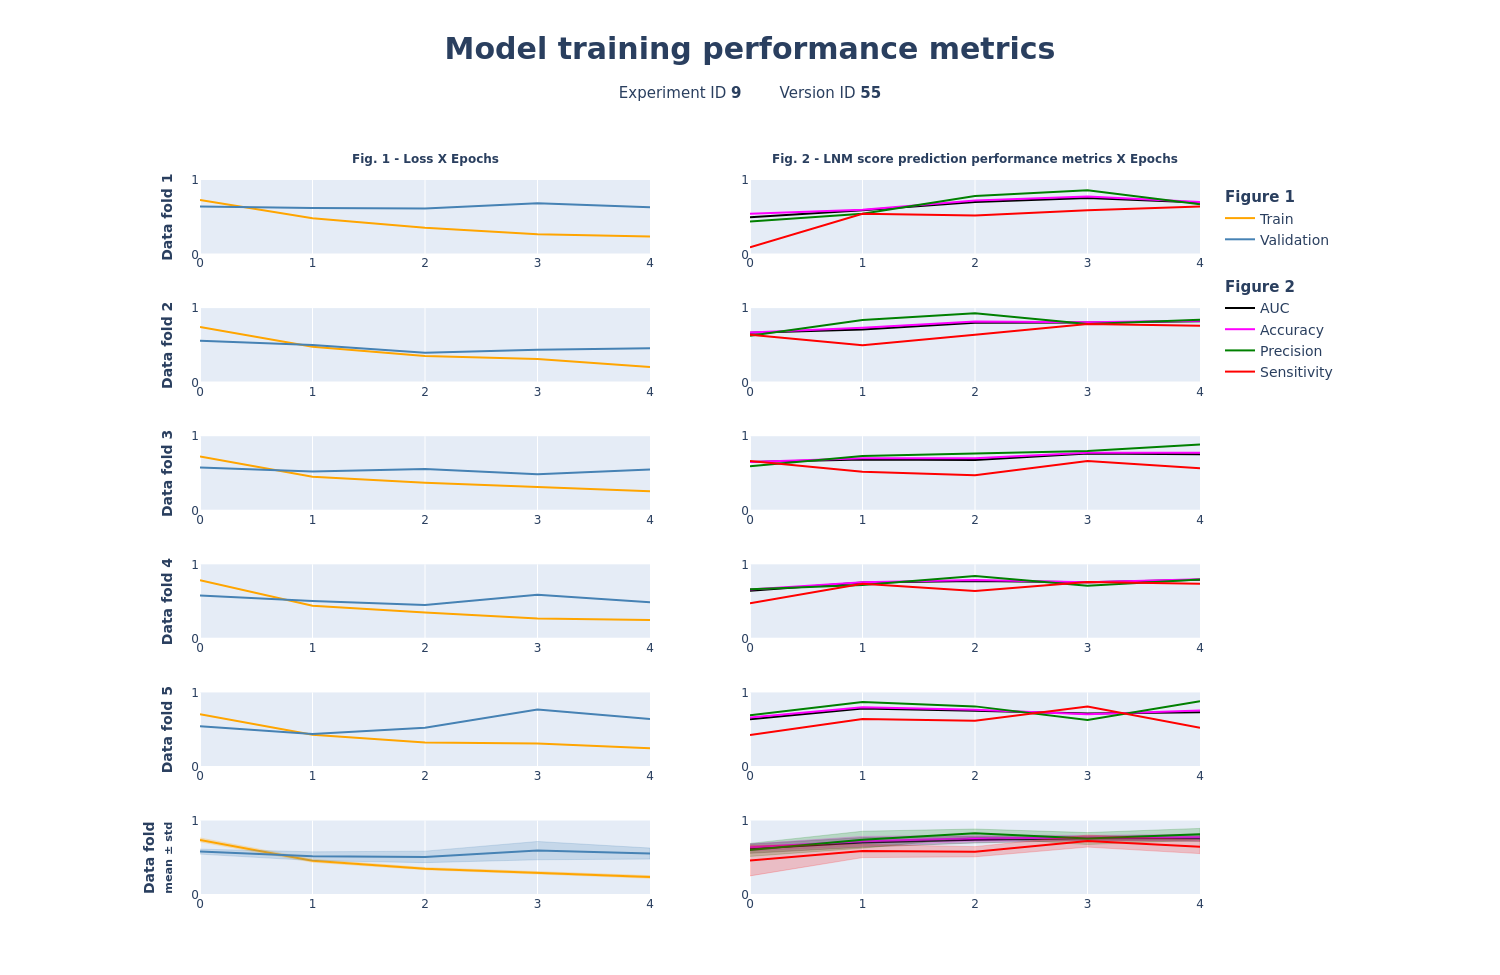 Model training performance metrics
Experiment ID 9 Version ID 55
Fig. 1 - Loss X Epochs
Fig. 2 - LNM score prediction performance metrics X Epochs
Data fold 1
1
0
0 1 2 3 4
1
0
0 1 2 3 4
Figure 1
Train
Validation
Figure 2
AUC
Accuracy
Precision
Sensitivity
Data fold 2
1
0
0 1 2 3 4
1
0
0 1 2 3 4
Data fold 3
1
0
0 1 2 3 4
1
0
0 1 2 3 4
Data fold 4
1
0
0 1 2 3 4
1
0
0 1 2 3 4
Data fold 5
1
0
0 1 2 3 4
1
0
0 1 2 3 4
Data fold
mean ± std
1
0
0 1 2 3 4
1
0
0 1 2 3 4